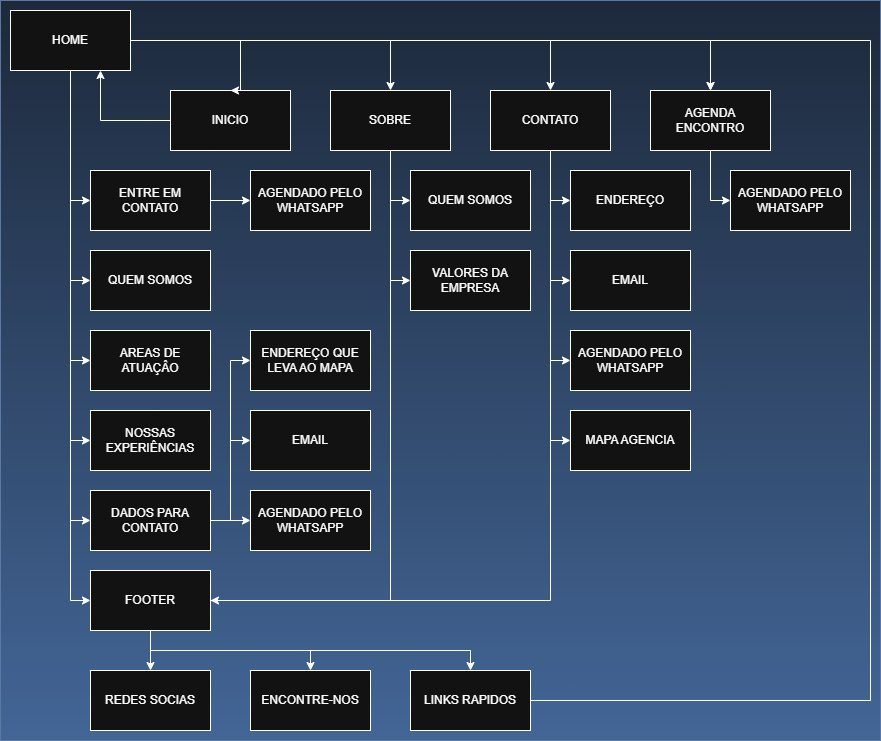 HOME
INICIO
SOBRE
CONTATO
AGENDA
ENCONTRO
ENTRE EM
CONTATO
AGENDADO PELO
WHATSAPP
QUEM SOMOS
ENDEREÇO
AGENDADO PELO
WHATSAPP
QUEM SOMOS
VALORES DA
EMPRESA
EMAIL
AREAS DE
ATUAÇÂO
ENDEREÇO QUE
LEVA AO MAPA
AGENDADO PELO
WHATSAPP
NOSSAS
EXPERIÊNCIAS
EMAIL
MAPA AGENCIA
DADOS PARA
CONTATO
AGENDADO PELO
WHATSAPP
FOOTER
REDES SOCIAS
ENCONTRE-NOS
LINKS RAPIDOS